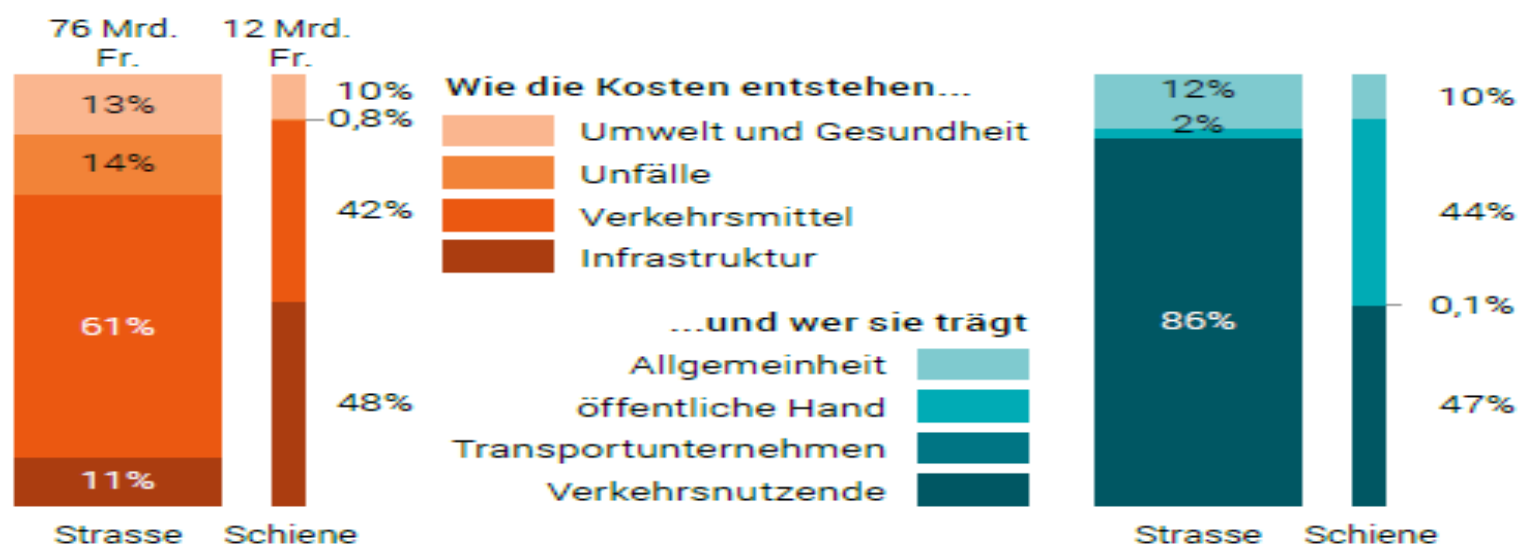 76 Mrd. Fr.
12 Mrd. Fr.
13%
14%
61%
11%
Strasse
10%
0,8%
42%
48%
Schiene
Wie die Kosten entstehen...
Umwelt und Gesundheit
Unfälle
Verkehrsmittel
Infrastruktur
...und wer sie trägt
Allgemeinheit
öffentliche Hand
Transportunternehmen
Verkehrsnutzende
12%
2%
86%
Strasse
10%
44%
0,1%
47%
Schiene